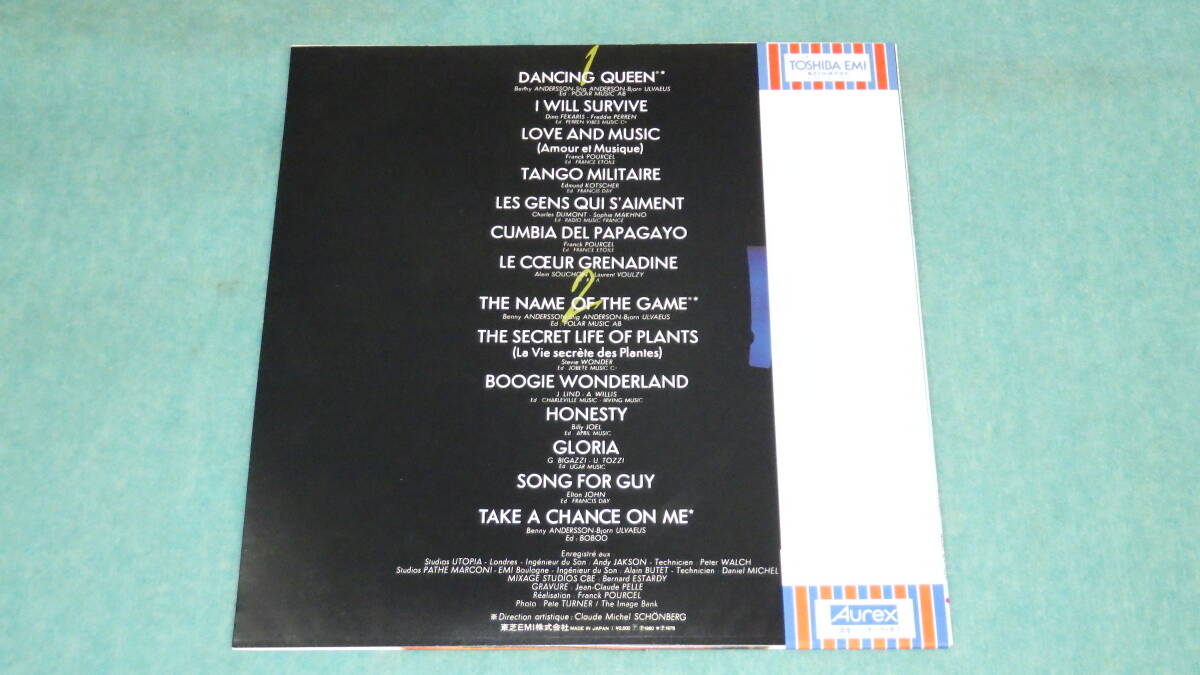 1
DANCING QUEEN**
Benny ANDERSSON-Stig ANDERSON-Bjorn ULVAEUS
Ed : POLAR MUSIC AB
I WILL SURVIVE
Dino FEKARIS - Freddie PERREN
Ed PERREN VIBES MUSIC Cº
LOVE AND MUSIC
(Amour et Musique)
Franck POURCEL
Ed FRANCE ETOILE
TANGO MILITAIRE
Edmund KOTSCHER
Ed FRANCIS DAY
LES GENS QUI S'AIMENT
Charles DUMONT - Sophie MAKHNO
Ed RADIO MUSIC FRANCE
CUMBIA DEL PAPAGAYO
Franck POURCEL
Ed FRANCE ETOILE
LE CŒUR GRENADINE
Alain SOUCHON - Laurent VOULZY
2
THE NAME OF THE GAME**
Benny ANDERSSON-Stig ANDERSON-Bjorn ULVAEUS
Ed : POLAR MUSIC AB
THE SECRET LIFE OF PLANTS
(La Vie secrète des Plantes)
Stevie WONDER
Ed JOBETE MUSIC Cº
BOOGIE WONDERLAND
J. LIND - A. WILLIS
Ed CHARLEVILLE MUSIC - IRVING MUSIC
HONESTY
Billy JOEL
Ed APRIL MUSIC
GLORIA
G. BIGAZZI - U. TOZZI
Ed UGAR MUSIC
SONG FOR GUY
Elton JOHN
Ed FRANCIS DAY
TAKE A CHANCE ON ME*
Benny ANDERSSON-Bjorn ULVAEUS
Ed : BOBOO
Enregistré aux
Studios UTOPIA - Londres - Ingénieur du Son : Andy JAKSON - Technicien : Peter WALCH
Studios PATHE MARCONI - EMI Boulogne - Ingénieur du Son : Alain BUTET - Technicien : Daniel MICHEL
MIXAGE STUDIOS CBE : Bernard ESTARDY
GRAVURE : Jean-Claude PELLE
Réalisation : Franck POURCEL
Photo : Pete TURNER / The Image Bank
※ Direction artistique : Claude Michel SCHÖNBERG
東芝EMI株式会社 MADE IN JAPAN ¥2,500 Ⓟ1980 ※Ⓟ1978
TOSHIBA EMI
Aurex